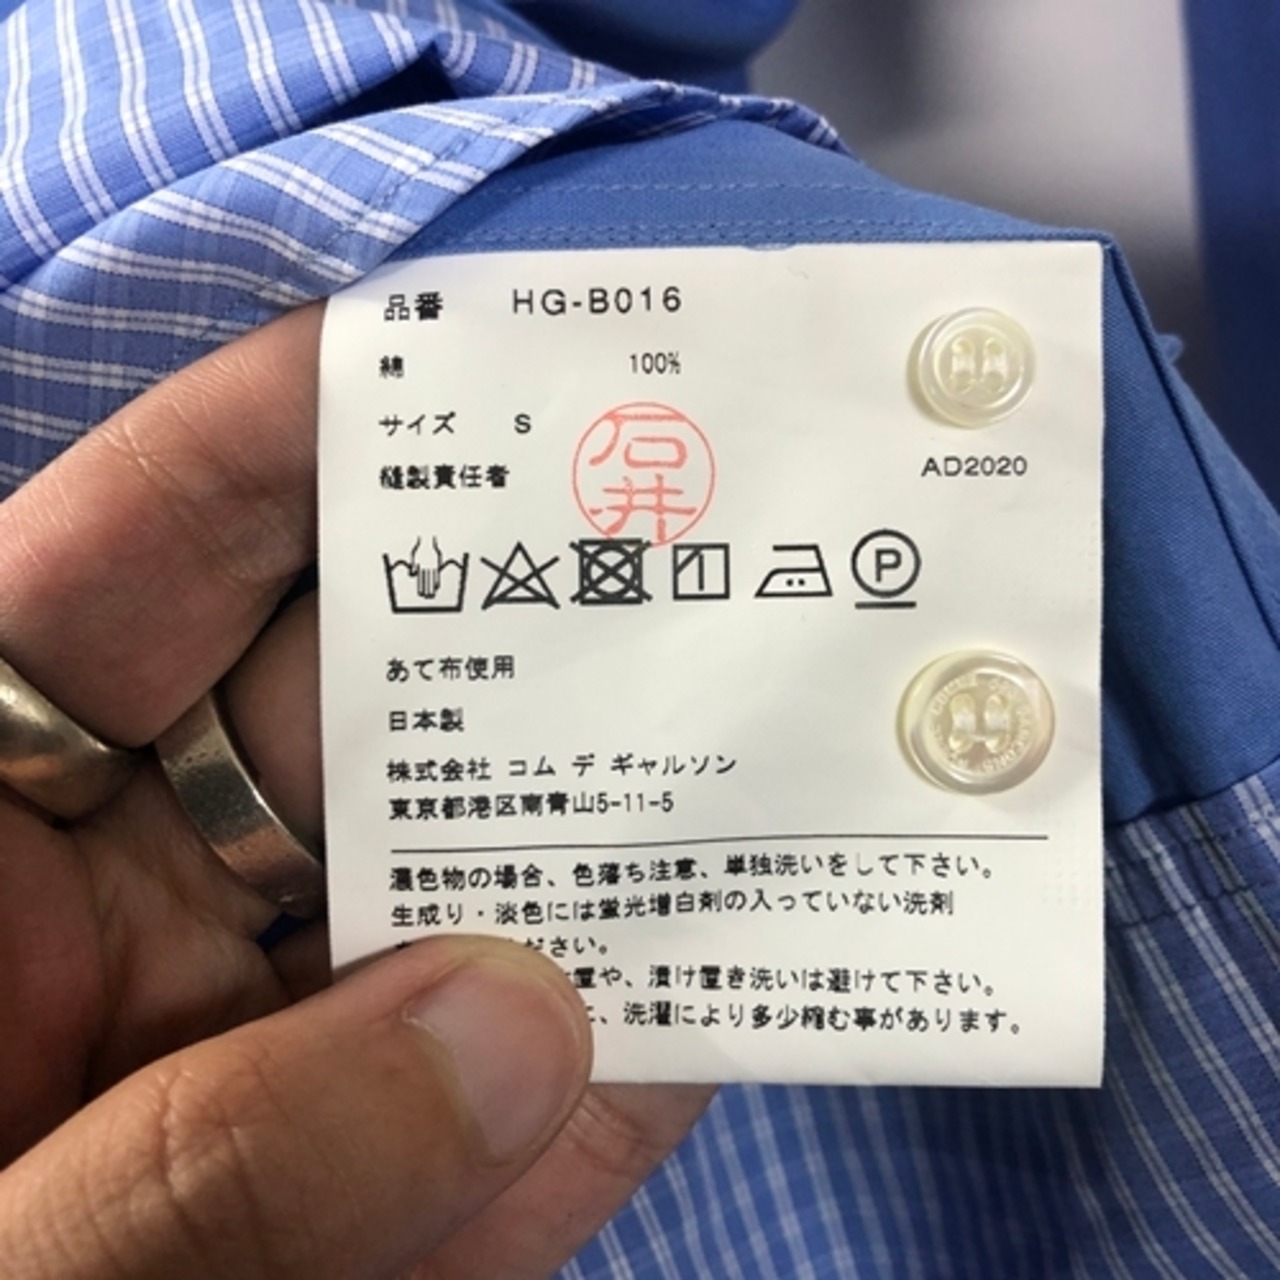 品番 HG-B016
綿 100%
サイズ S
縫製責任者 石井
AD2020
P
あて布使用
日本製
株式会社 コム デ ギャルソン
東京都港区南青山5-11-5
濃色物の場合、色落ち注意、単独洗いをして下さい。
生成り・淡色には蛍光増白剤の入っていない洗剤
ださい。
置や、漬け置き洗いは避けて下さい。
、洗濯により多少縮む事があります。